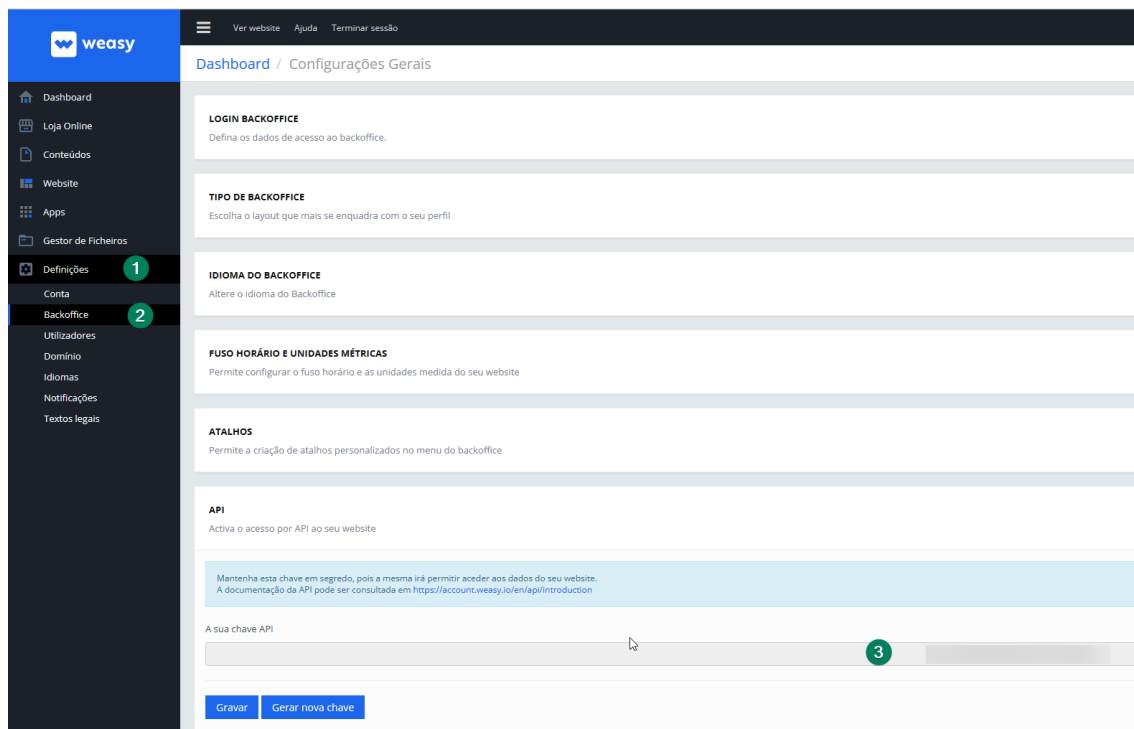 weasy
Ver website Ajuda Terminar sessão
Dashboard / Configurações Gerais
Dashboard
Loja Online
Conteúdos
Website
Apps
Gestor de Ficheiros
Definições 1
Conta
Backoffice 2
Utilizadores
Domínio
Idiomas
Notificações
Textos legais
LOGIN BACKOFFICE
Defina os dados de acesso ao backoffice.
TIPO DE BACKOFFICE
Escolha o layout que mais se enquadra com o seu perfil
IDIOMA DO BACKOFFICE
Altere o idioma do Backoffice
FUSO HORÁRIO E UNIDADES MÉTRICAS
Permite configurar o fuso horário e as unidades medida do seu website
ATALHOS
Permite a criação de atalhos personalizados no menu do backoffice
API
Activa o acesso por API ao seu website
Mantenha esta chave em segredo, pois a mesma irá permitir aceder aos dados do seu website.
A documentação da API pode ser consultada em https://account.weasy.io/en/api/introduction
A sua chave API
3
Gravar Gerar nova chave